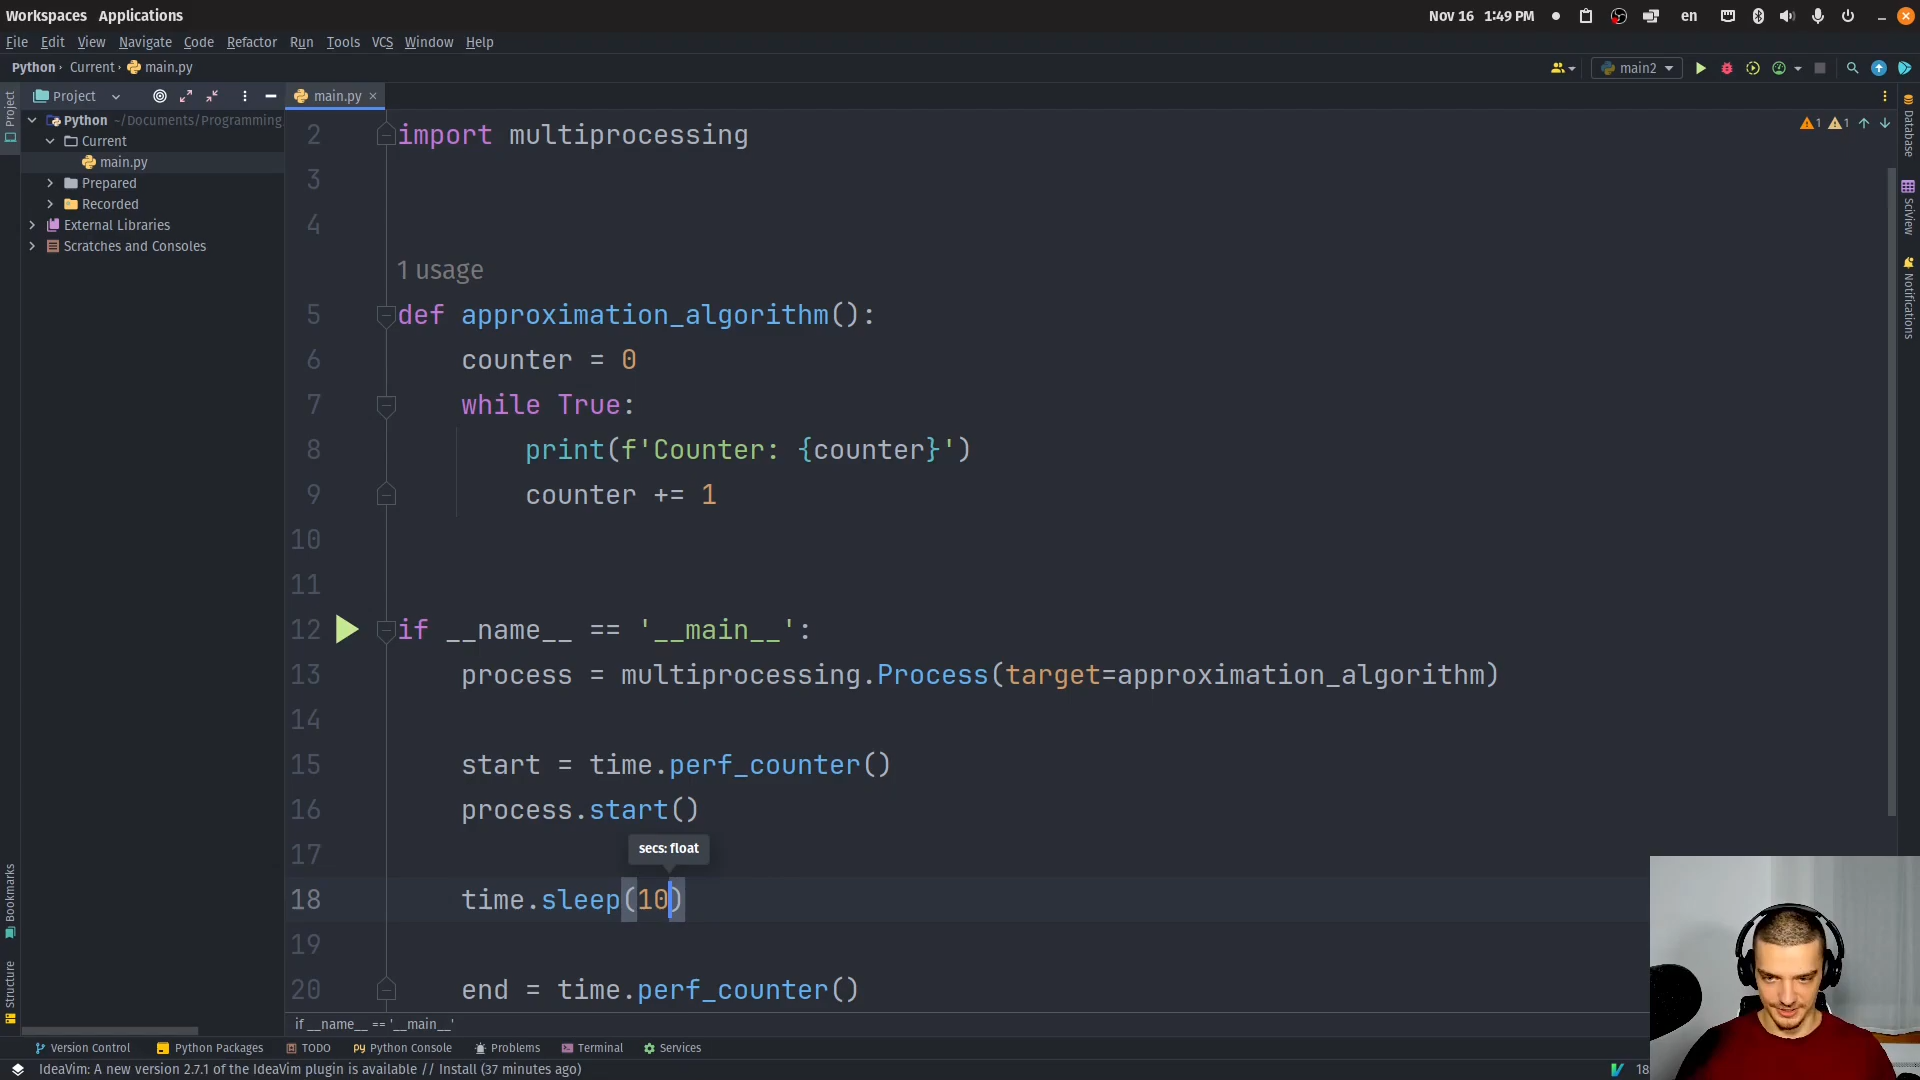 Workspaces Applications
Nov 16 1:49 PM
en
File Edit View Navigate Code Refactor Run Tools VCS Window Help
Python › Current › main.py
main2
Project
main.py
1 1
Project
Python ~/Documents/Programming
Current
main.py
Prepared
Recorded
External Libraries
Scratches and Consoles
Database
SciView
Notifications
2 import multiprocessing
3
4
1 usage
5 def approximation_algorithm():
6 counter = 0
7 while True:
8 print(f'Counter: {counter}')
9 counter += 1
10
11
12 if __name__ == '__main__':
13 process = multiprocessing.Process(target=approximation_algorithm)
14
15 start = time.perf_counter()
16 process.start()
secs: float
17
18 time.sleep(10)
19
20 end = time.perf_counter()
if __name__ == '__main__'
Bookmarks
Structure
Version Control Python Packages TODO Python Console Problems Terminal Services
IdeaVim: A new version 2.7.1 of the IdeaVim plugin is available // Install (37 minutes ago)
18